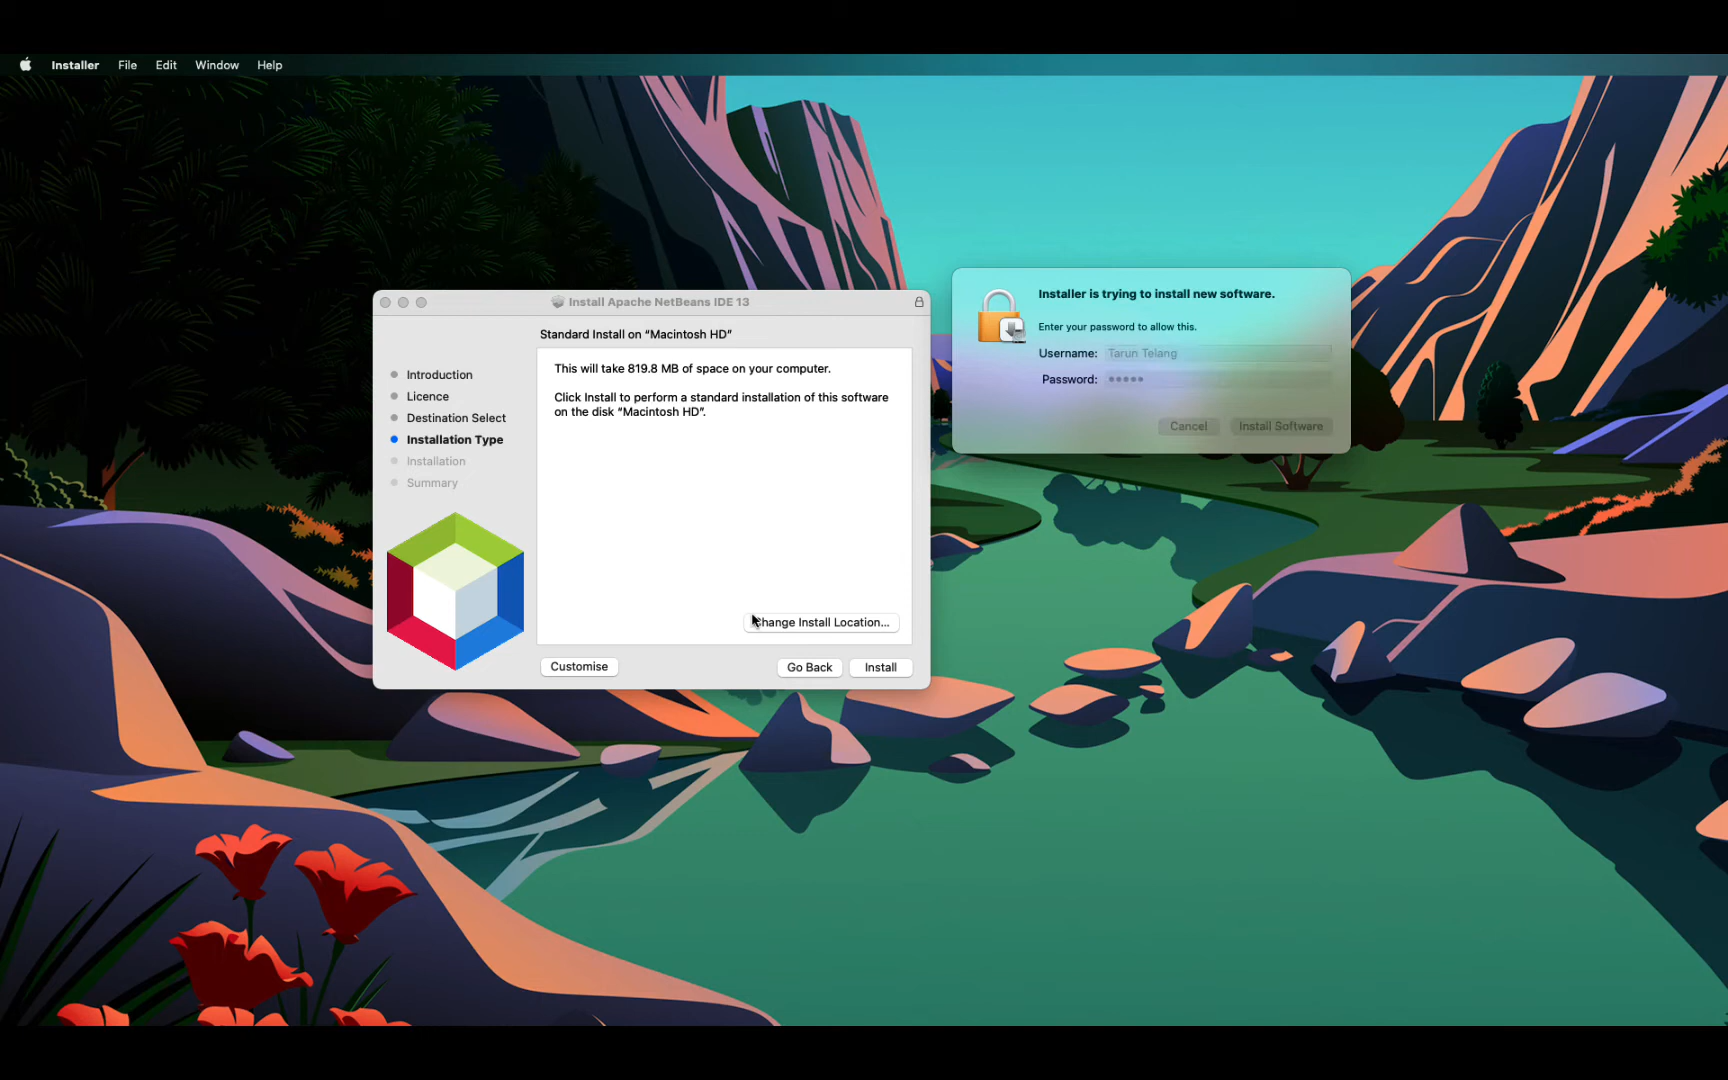 Installer File Edit Window Help
Install Apache NetBeans IDE 13
Standard Install on “Macintosh HD”
Introduction
Licence
Destination Select
Installation Type
Installation
Summary
This will take 819.8 MB of space on your computer.
Click Install to perform a standard installation of this software
on the disk “Macintosh HD”.
Change Install Location...
Customise
Go Back
Install
Installer is trying to install new software.
Enter your password to allow this.
Username: Tarun Telang
Password: •••••
Cancel
Install Software